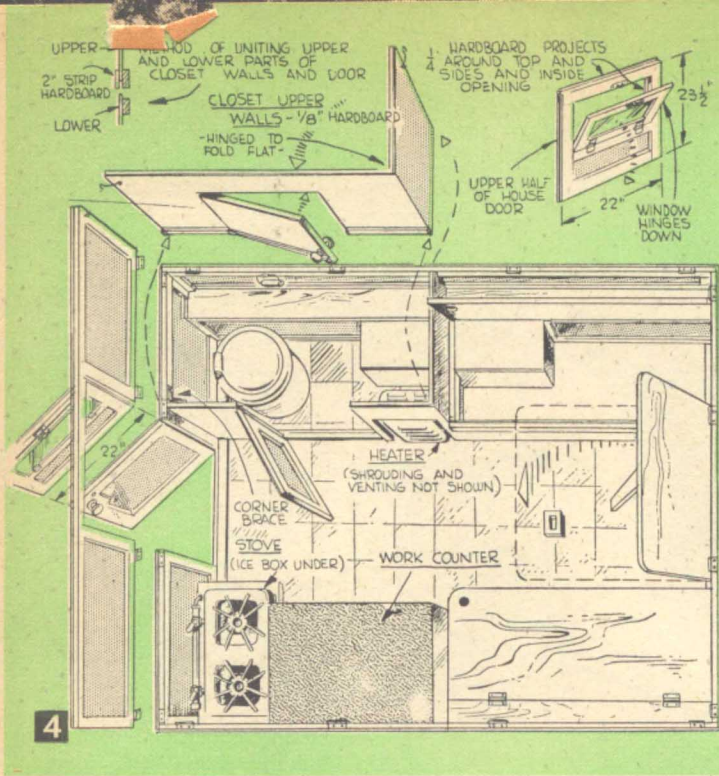 UPPER
2" STRIP
HARDBOARD
LOWER
METHOD OF UNITING UPPER
AND LOWER PARTS OF
CLOSET WALLS AND DOOR
CLOSET UPPER
WALLS - 1/8" HARDBOARD
-HINGED TO
FOLD FLAT-
1/4 HARDBOARD PROJECTS
AROUND TOP AND
SIDES AND INSIDE
OPENING
23 1/2"
UPPER HALF
OF HOUSE
DOOR
22"
WINDOW
HINGES
DOWN
22"
HEATER
(SHROUDING AND
VENTING NOT SHOWN)
CORNER
BRACE
STOVE
(ICE BOX UNDER)
WORK COUNTER
4